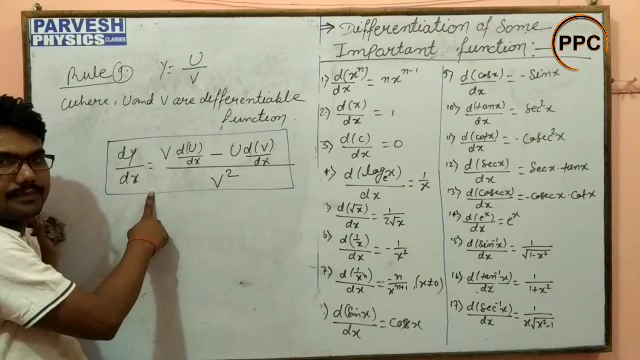 PARVESH
PHYSICS CLASSES
Rule 9. Y = U/V
where, U and V are differentiable
function.
dy/dx = (V d(U)/dx - U d(V)/dx)/V²
→ Differentiation of Some
Important function:-
PPC
1) d(xⁿ)/dx = nxⁿ⁻¹
2) d(x)/dx = 1
3) d(c)/dx = 0
4) d(logₑx)/dx = 1/x
) d(√x)/dx = 1/(2√x)
6) d(1/x)/dx = -1/x²
7) d(1/xⁿ)/dx = n/xⁿ⁺¹, (x≠0)
) d(sinx)/dx = cosx
9) d(cosx)/dx = -sinx
10) d(tanx)/dx = sec²x
11) d(cotx)/dx = -cosec²x
12) d(secx)/dx = secx·tanx
13) d(cosecx)/dx = -cosecx·cotx
14) d(eˣ)/dx = eˣ
15) d(sin⁻¹x)/dx = 1/√(1-x²)
16) d(tan⁻¹x)/dx = 1/(1+x²)
17) d(sec⁻¹x)/dx = 1/(x√(x²-1))